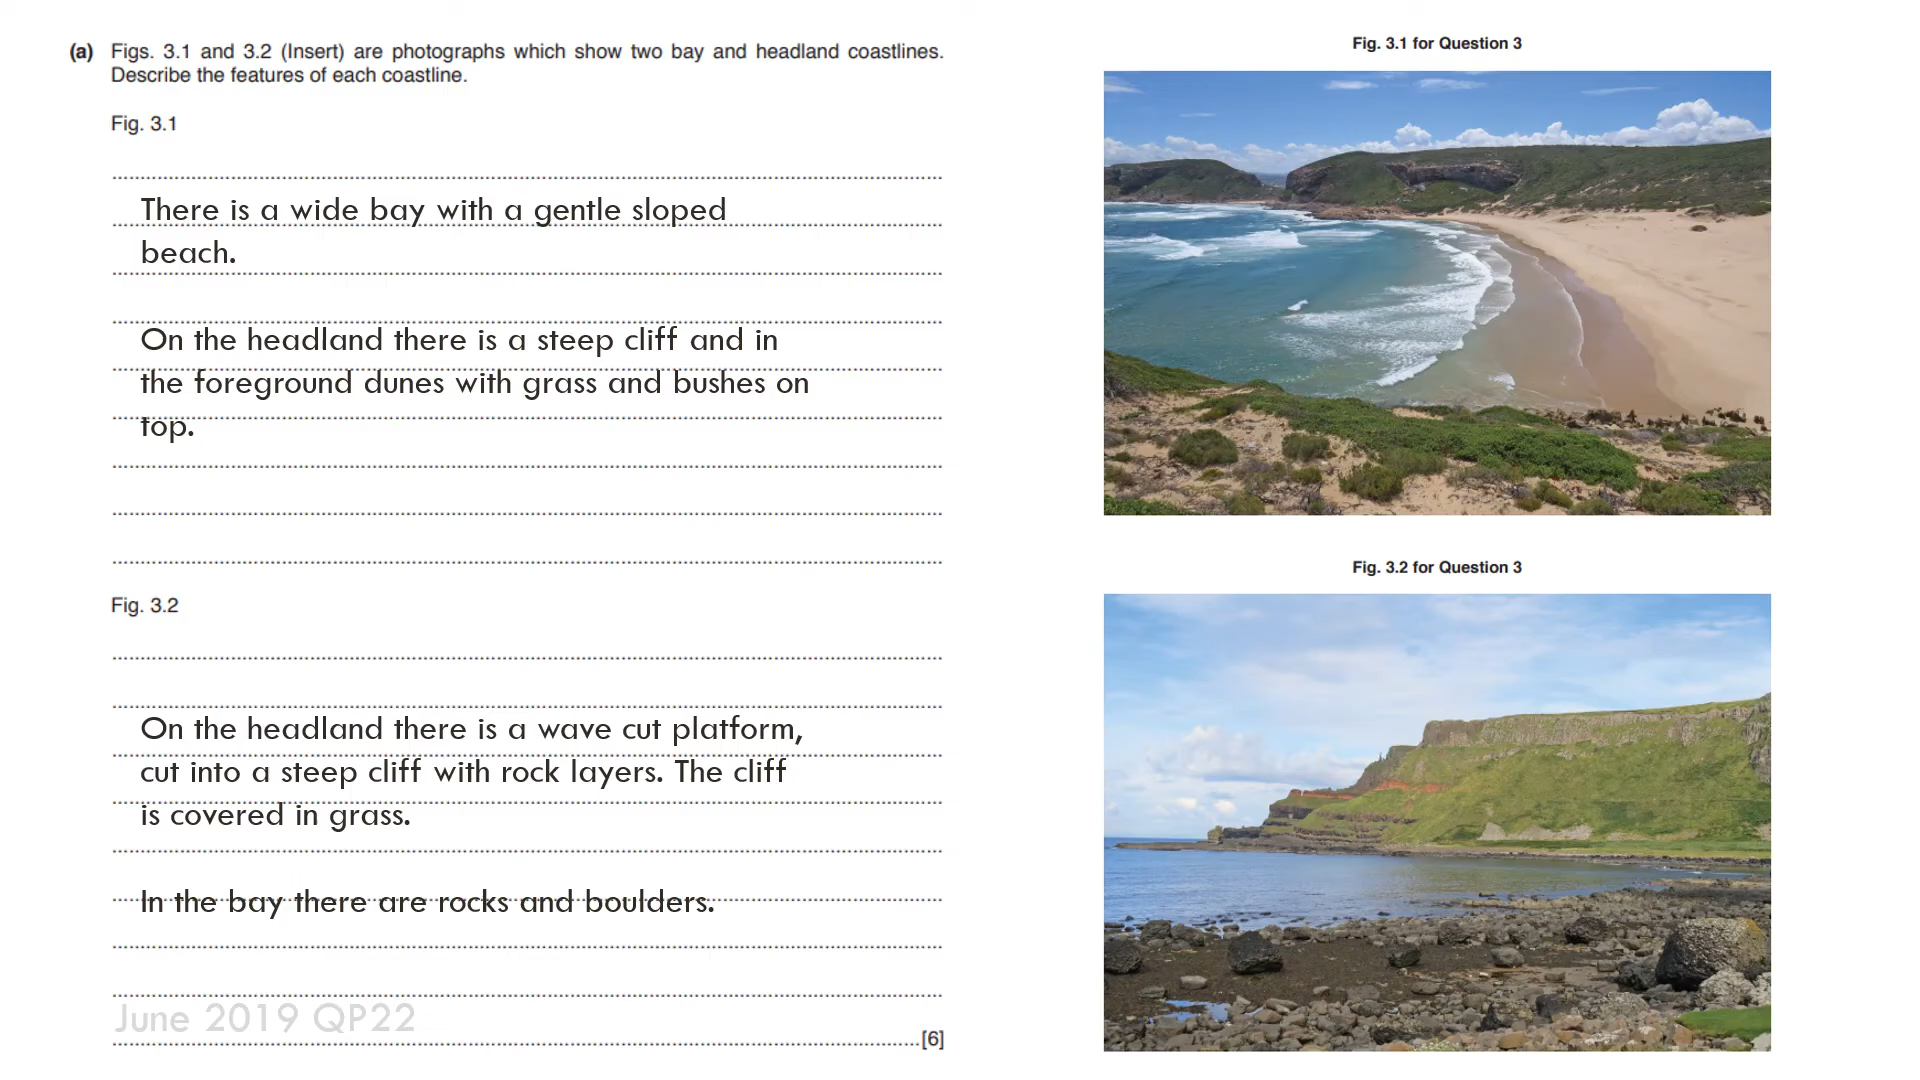 (a) Figs. 3.1 and 3.2 (Insert) are photographs which show two bay and headland coastlines.
Describe the features of each coastline.
Fig. 3.1
There is a wide bay with a gentle sloped
beach.
On the headland there is a steep cliff and in
the foreground dunes with grass and bushes on
top.
Fig. 3.2
On the headland there is a wave cut platform,
cut into a steep cliff with rock layers. The cliff
is covered in grass.
In the bay there are rocks and boulders.
June 2019 QP22
[6]
Fig. 3.1 for Question 3
Fig. 3.2 for Question 3